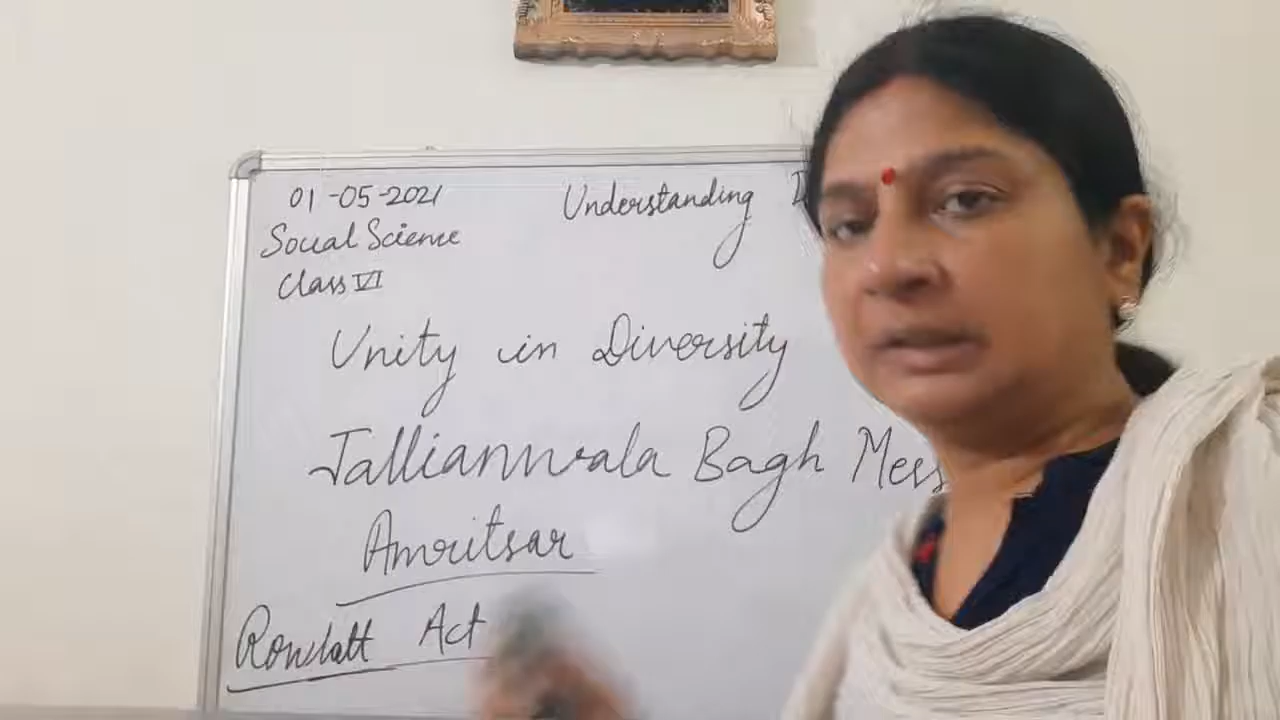 01-05-2021
Social Science
Class VI
Understanding
Unity in Diversity
Jallianwala Bagh
Amritsar
Rowlatt Act